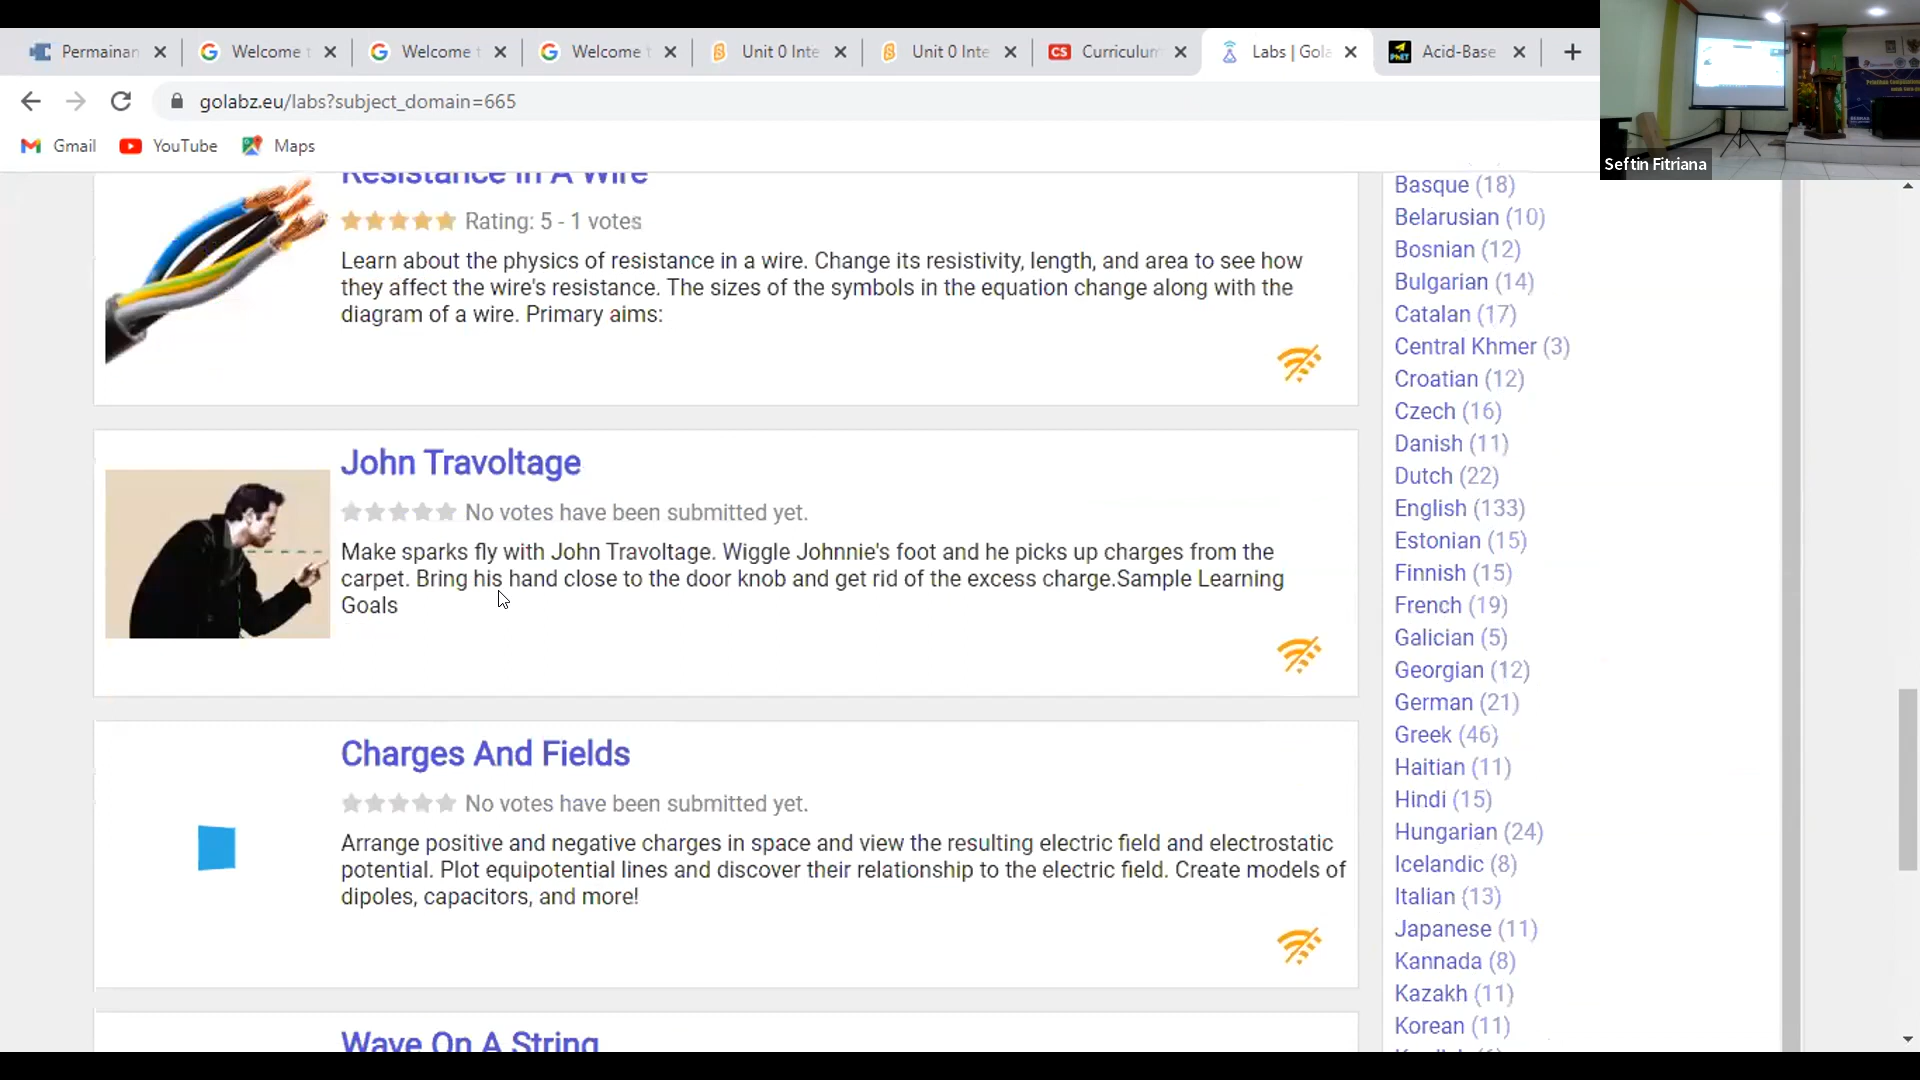 Permainan
Welcome t
Welcome t
Welcome t
Unit 0 Inte
Unit 0 Inte
CS Curriculum
Labs | Gola
PhET Acid-Base
golabz.eu/labs?subject_domain=665
Gmail
YouTube
Maps
Seftin Fitriana
Resistance In A Wire
Rating: 5 - 1 votes
Learn about the physics of resistance in a wire. Change its resistivity, length, and area to see how
they affect the wire's resistance. The sizes of the symbols in the equation change along with the
diagram of a wire. Primary aims:
John Travoltage
No votes have been submitted yet.
Make sparks fly with John Travoltage. Wiggle Johnnie's foot and he picks up charges from the
carpet. Bring his hand close to the door knob and get rid of the excess charge.Sample Learning
Goals
Charges And Fields
No votes have been submitted yet.
Arrange positive and negative charges in space and view the resulting electric field and electrostatic
potential. Plot equipotential lines and discover their relationship to the electric field. Create models of
dipoles, capacitors, and more!
Wave On A String
Basque (18)
Belarusian (10)
Bosnian (12)
Bulgarian (14)
Catalan (17)
Central Khmer (3)
Croatian (12)
Czech (16)
Danish (11)
Dutch (22)
English (133)
Estonian (15)
Finnish (15)
French (19)
Galician (5)
Georgian (12)
German (21)
Greek (46)
Haitian (11)
Hindi (15)
Hungarian (24)
Icelandic (8)
Italian (13)
Japanese (11)
Kannada (8)
Kazakh (11)
Korean (11)